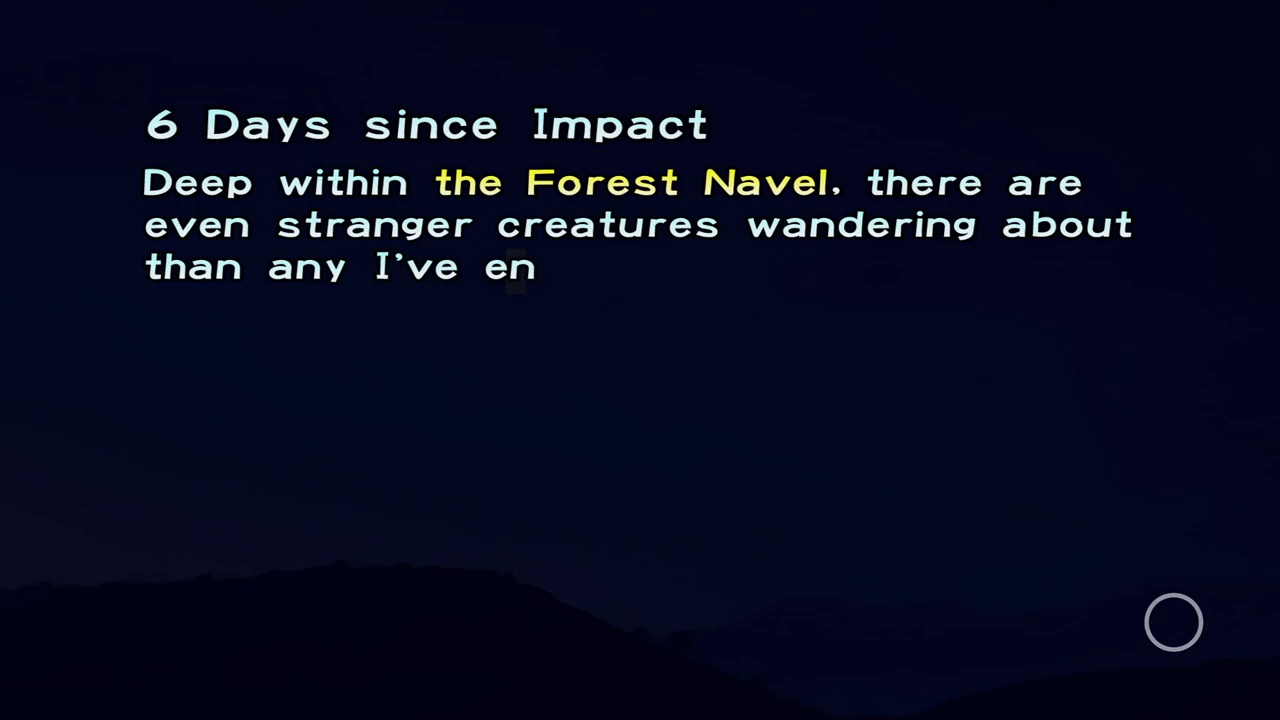 6 Days since Impact
Deep within the Forest Navel, there are
even stranger creatures wandering about
than any I've en